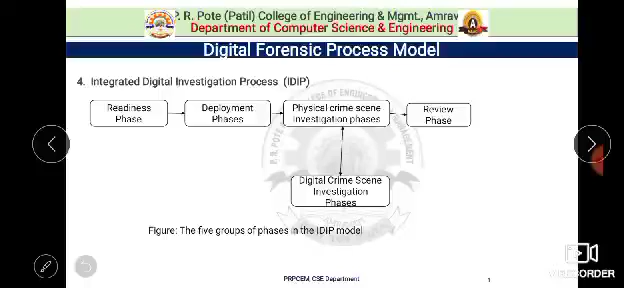 P. R. Pote (Patil) College of Engineering & Mgmt., Amrav
Department of Computer Science & Engineering
Digital Forensic Process Model
4. Integrated Digital Investigation Process (IDIP)
Readiness
Phase
Deployment
Phases
Physical crime scene
investigation phases
Review
Phase
Digital Crime Scene
Investigation
Phases
Figure: The five groups of phases in the IDIP model
PRPCEM, CSE Department
1